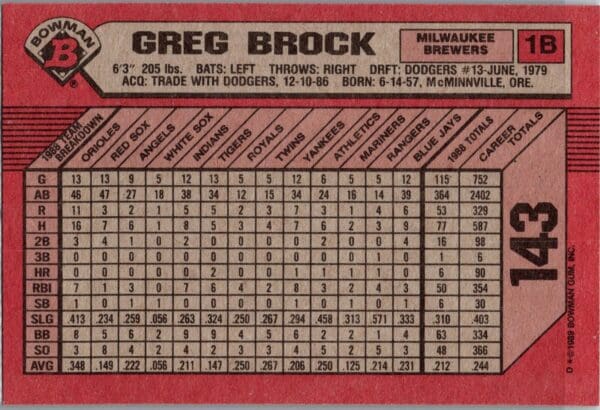 BOWMAN
B
®
GREG BROCK
MILWAUKEE
BREWERS
1B
6'3" 205 lbs. BATS: LEFT THROWS: RIGHT DRFT: DODGERS #13-JUNE, 1979
ACQ: TRADE WITH DODGERS, 12-10-86 BORN: 6-14-57, McMINNVILLE, ORE.
1988 TEAM BREAKDOWN ORIOLES RED SOX ANGELS WHITE SOX INDIANS TIGERS ROYALS TWINS YANKEES ATHLETICS MARINERS RANGERS BLUE JAYS 1988 TOTALS CAREER TOTALS
G 13 13 9 5 12 13 5 5 12 6 5 5 12 115 752
AB 46 47 27 18 38 34 12 15 34 24 16 14 39 364 2402
R 11 3 2 1 5 7 2 1 7 3 1 4 6 53 329
H 16 7 6 1 8 5 3 4 7 6 2 3 9 77 587
2B 3 4 1 0 2 0 0 0 3 2 0 2 1 16 98
3B 0 0 0 0 0 0 0 0 0 0 0 0 0 0 4
HR 0 0 0 0 0 2 0 0 0 1 1 1 1 6 90
RBI 7 3 1 0 5 8 2 0 7 7 3 2 5 50 354
SB 1 0 0 0 1 0 0 0 2 1 0 0 1 6 30
SLG .413 .234 .259 .056 .263 .324 .250 .267 .294 .458 .313 .571 .333 .310 .403
BB 8 5 6 2 9 9 2 2 8 4 1 1 6 63 334
SO 3 8 4 2 5 2 2 3 4 5 2 5 3 48 366
AVG .348 .149 .222 .056 .211 .147 .250 .267 .206 .250 .125 .214 .231 .212 .244
143
D * © 1989 BOWMAN GUM, INC.